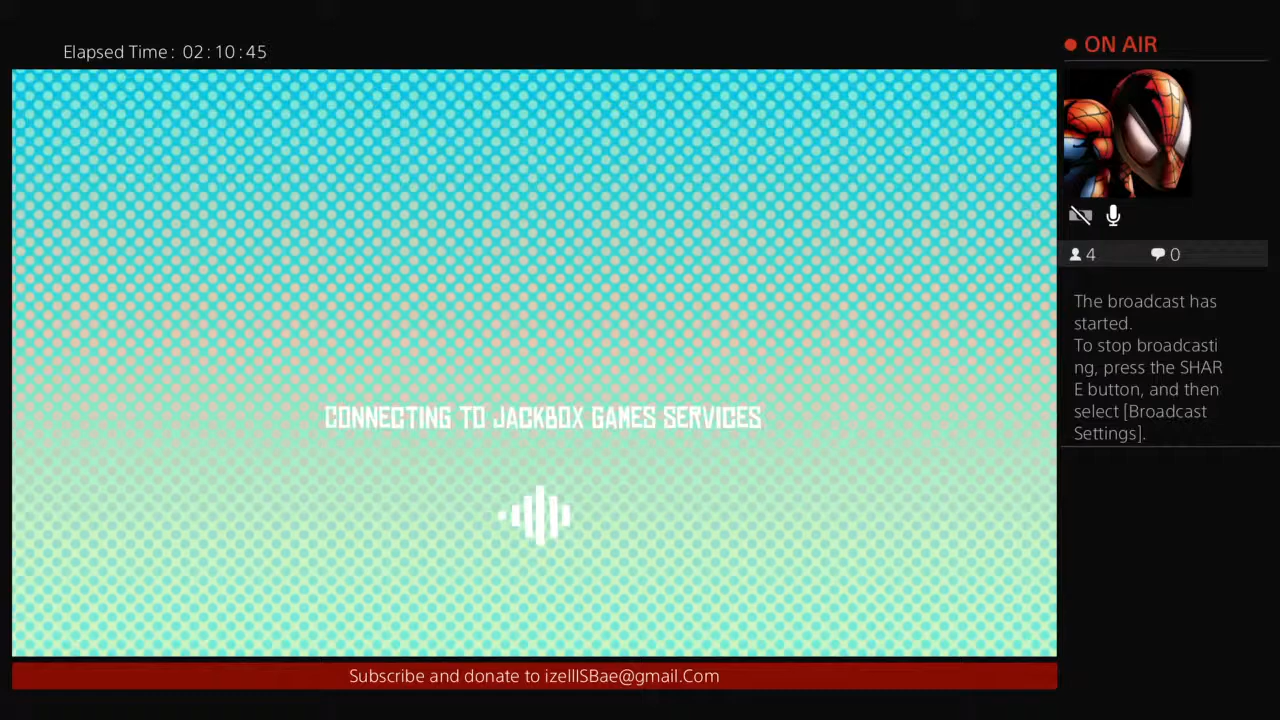 Elapsed Time: 02:10:45
ON AIR
4 0
The broadcast has
started.
To stop broadcasti
ng, press the SHAR
E button, and then
select [Broadcast
Settings].
CONNECTING TO JACKBOX GAMES SERVICES
Subscribe and donate to izellISBae@gmail.Com